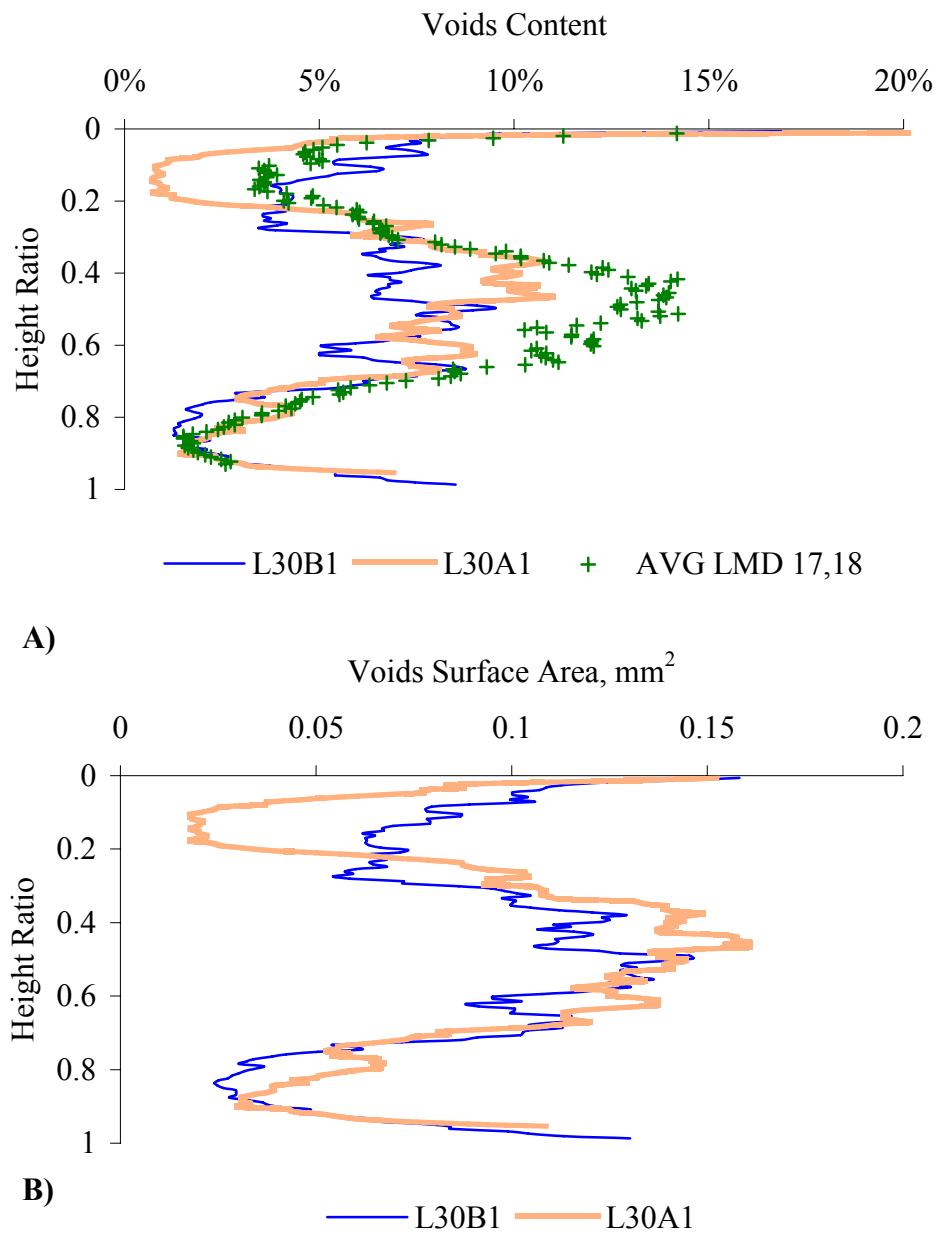 Voids Content
0% 5% 10% 15% 20%
0
0.2
0.4
0.6
0.8
1
Height Ratio
L30B1 L30A1 AVG LMD 17,18
A)
Voids Surface Area, mm²
0 0.05 0.1 0.15 0.2
0
0.2
0.4
0.6
0.8
1
Height Ratio
B)
L30B1 L30A1